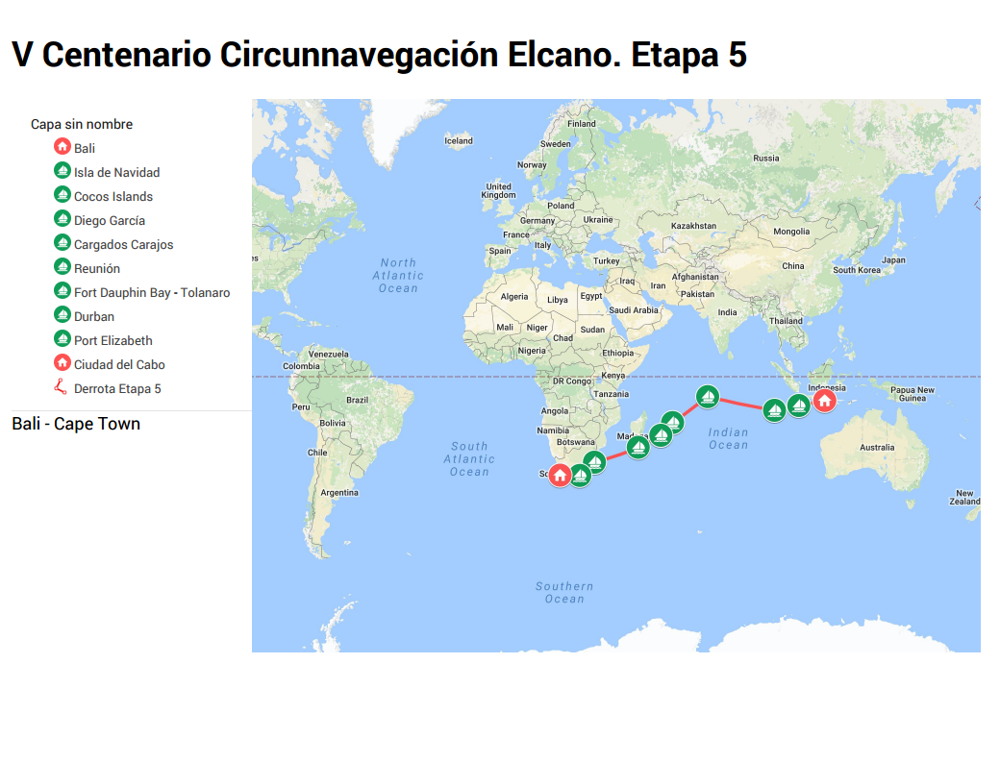 V Centenario Circunnavegación Elcano. Etapa 5
Capa sin nombre
Bali
Isla de Navidad
Cocos Islands
Diego García
Cargados Carajos
Reunión
Fort Dauphin Bay - Tolanaro
Durban
Port Elizabeth
Ciudad del Cabo
Derrota Etapa 5
Bali - Cape Town
Iceland
Finland
Sweden
Norway
Russia
United
Kingdom
Poland
Germany
Ukraine
France
Kazakhstan
Mongolia
Italy
Spain
Turkey
China
Japan
South Korea
es
North
Atlantic
Ocean
Iraq
Iran
Afghanistan
Pakistan
Algeria
Libya
Egypt
Saudi Arabia
India
Thailand
Mali
Niger
Chad
Sudan
Nigeria
Ethiopia
Venezuela
Colombia
DR Congo
Kenya
Tanzania
Indonesia
Papua New
Guinea
Peru
Brazil
Angola
Bolivia
Namibia
Botswana
Mad
Indian
Ocean
Chile
South
Atlantic
Ocean
So
Australia
Argentina
New
Zealand
Southern
Ocean